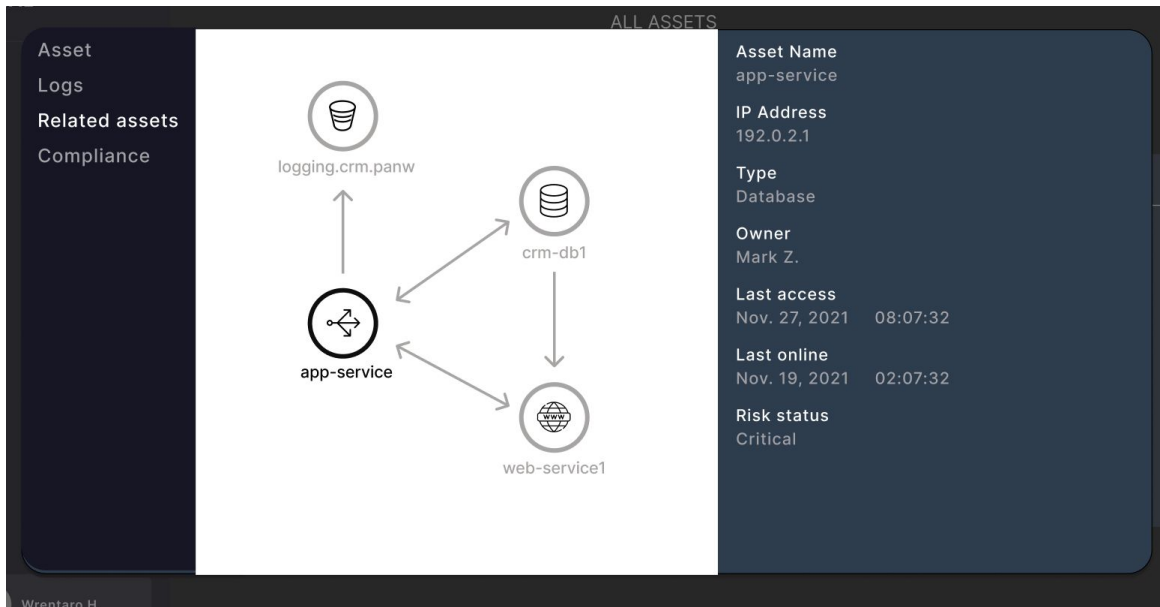 ALL ASSETS
Asset
Logs
Related assets
Compliance
logging.crm.panw
crm-db1
app-service
www
web-service1
Asset Name
app-service
IP Address
192.0.2.1
Type
Database
Owner
Mark Z.
Last access
Nov. 27, 2021 08:07:32
Last online
Nov. 19, 2021 02:07:32
Risk status
Critical
Wrentaro H